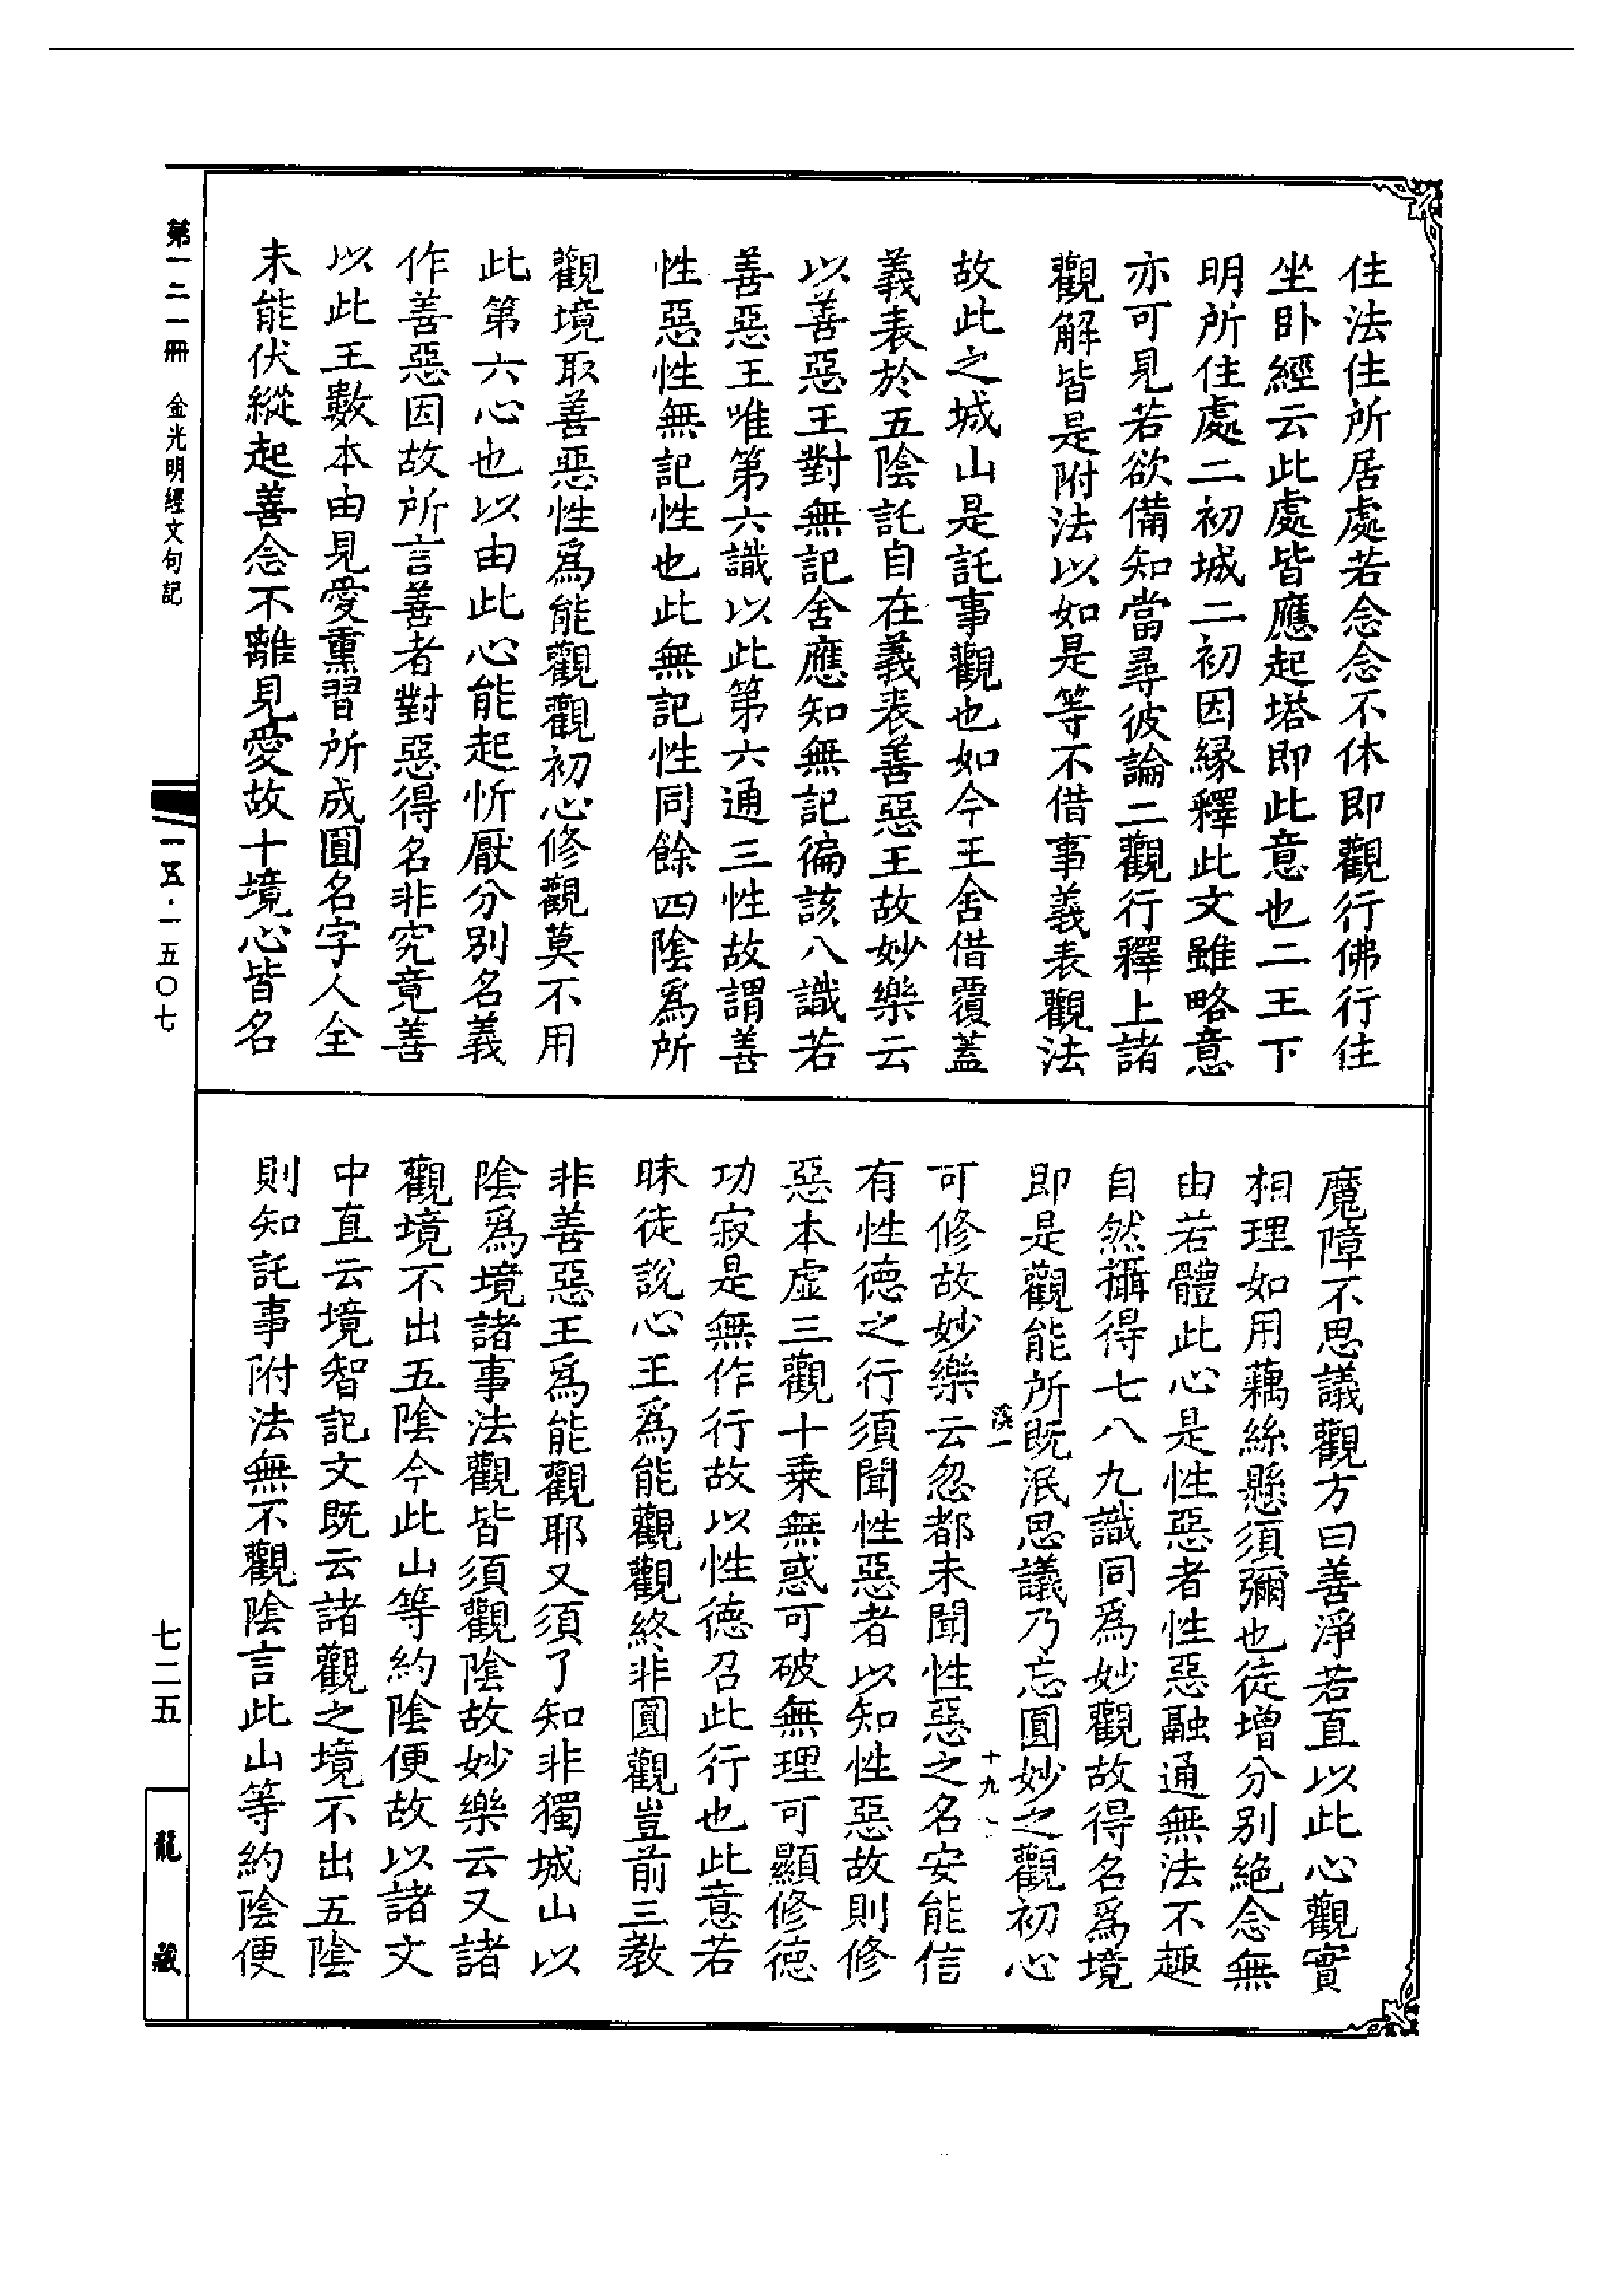 住法住所居處若念念不休即觀行佛行住
坐卧經云此處皆應起塔即此意也二王下
明所住處二初城二初因緣釋此文雖略意
亦可見若欲備知當尋彼論二觀行釋上諸
觀解皆是附法以如是等不借事義表觀法
故此之城山是託事觀也如今王舍借覆蓋
義表於五陰託自在義表善惡王故妙樂云
以善惡王對無記舍應知無記徧該八識若
善惡王唯第六識以此第六通三性故謂善
性惡性無記性也此無記性同餘四陰爲所
觀境取善惡性爲能觀觀初心修觀莫不用
此第六心也以由此心能起忻厭分別名義
作善惡因故所言善者對惡得名非究竟善
以此王數本由見愛熏習所成圓名字人全
未能伏縱起善念不離見愛故十境心皆名
魔障不思議觀方曰善淨若直以此心觀實
相理如用藕絲懸須彌也徒增分別絶念無
由若體此心是性惡者性惡融通無法不趣
自然攝得七八九識同爲妙觀故得名爲境
即是觀能所既泯思議乃忘圓妙之觀初心
可修故妙樂云忽都未聞性惡之名安能信
有性德之行須聞性惡者以知性惡故則修
惡本虛三觀十乗無惑可破無理可顯修德
功寂是無作行故以性德召此行也此意若
昧徒說心王爲能觀觀終非圓觀豈前三教
非善惡王爲能觀耶又須了知非獨城山以
陰爲境諸事法觀皆須觀陰故妙樂云又諸
觀境不出五陰今此山等約陰便故以諸文
中直云境智記文既云諸觀之境不出五陰
則知託事附法無不觀陰言此山等約陰便
第一二一冊　金光明經文句記
一五·一五〇七
七二五
龍藏
十九